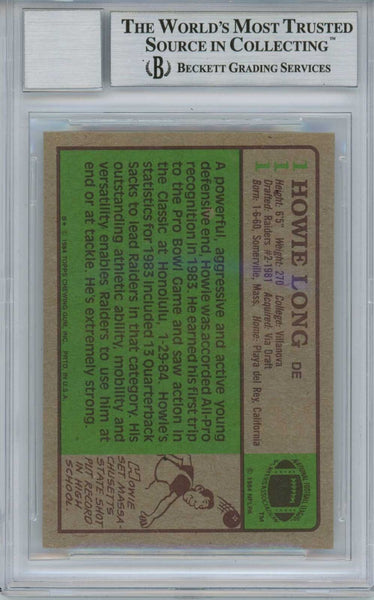 THE WORLD'S MOST TRUSTED
SOURCE IN COLLECTING™
B BECKETT GRADING SERVICES
111
HOWIE LONG DE
Height: 6'5" Weight: 270 College: Villanova
Drafted: Raiders #2-1981 Acquired: Via Draft
Born: 1-6-60, Somerville, Mass. Home: Playa del Rey, California
A powerful, aggressive and active young
defensive end, Howie was accorded All-Pro
recognition in 1983. He earned his first trip
to the Pro Bowl Game and saw action in
the Classic at Honolulu, 1-29-84. Howie's
statistics for 1983 included 13 Quarterback
Sacks to lead Raiders in that category. His
outstanding athletic ability, mobility and
versatility enables Raiders to use him at
end or at tackle. He's extremely strong.
© 1984 TOPPS CHEWING GUM, INC. PRTD. IN U.S.A.
NATIONAL FOOTBALL LEAGUE
™
© 1984 NFLPA
HOWIE
SET MASSA-
CHUSETTS
STATE SHOT
PUT RECORD
IN HIGH
SCHOOL